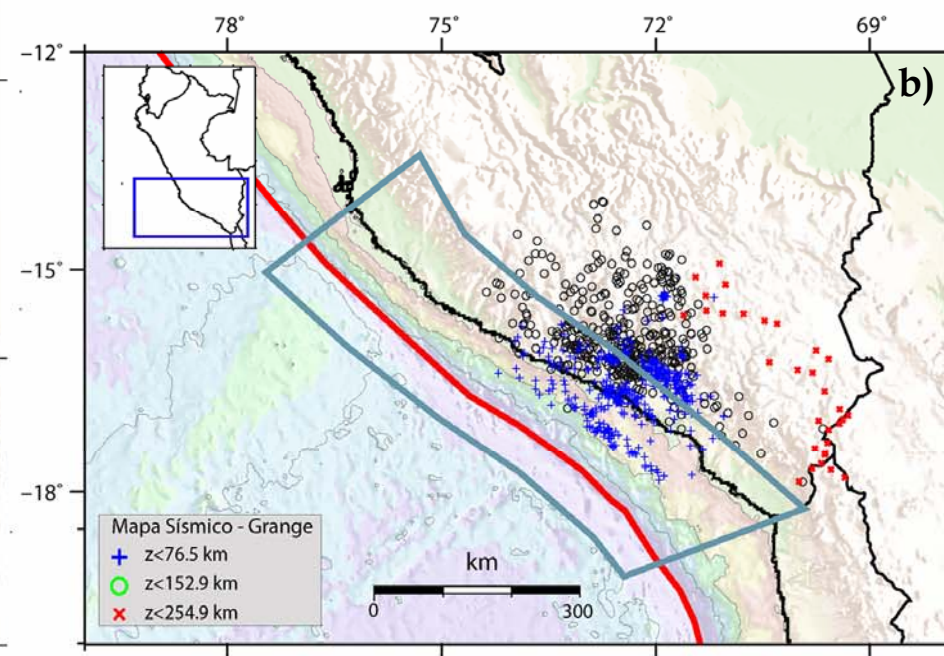 78° 75° 72° 69°
−12°
b)
−15°
−18°
Mapa Sísmico - Grange
z<76.5 km
z<152.9 km
z<254.9 km
km
0 300